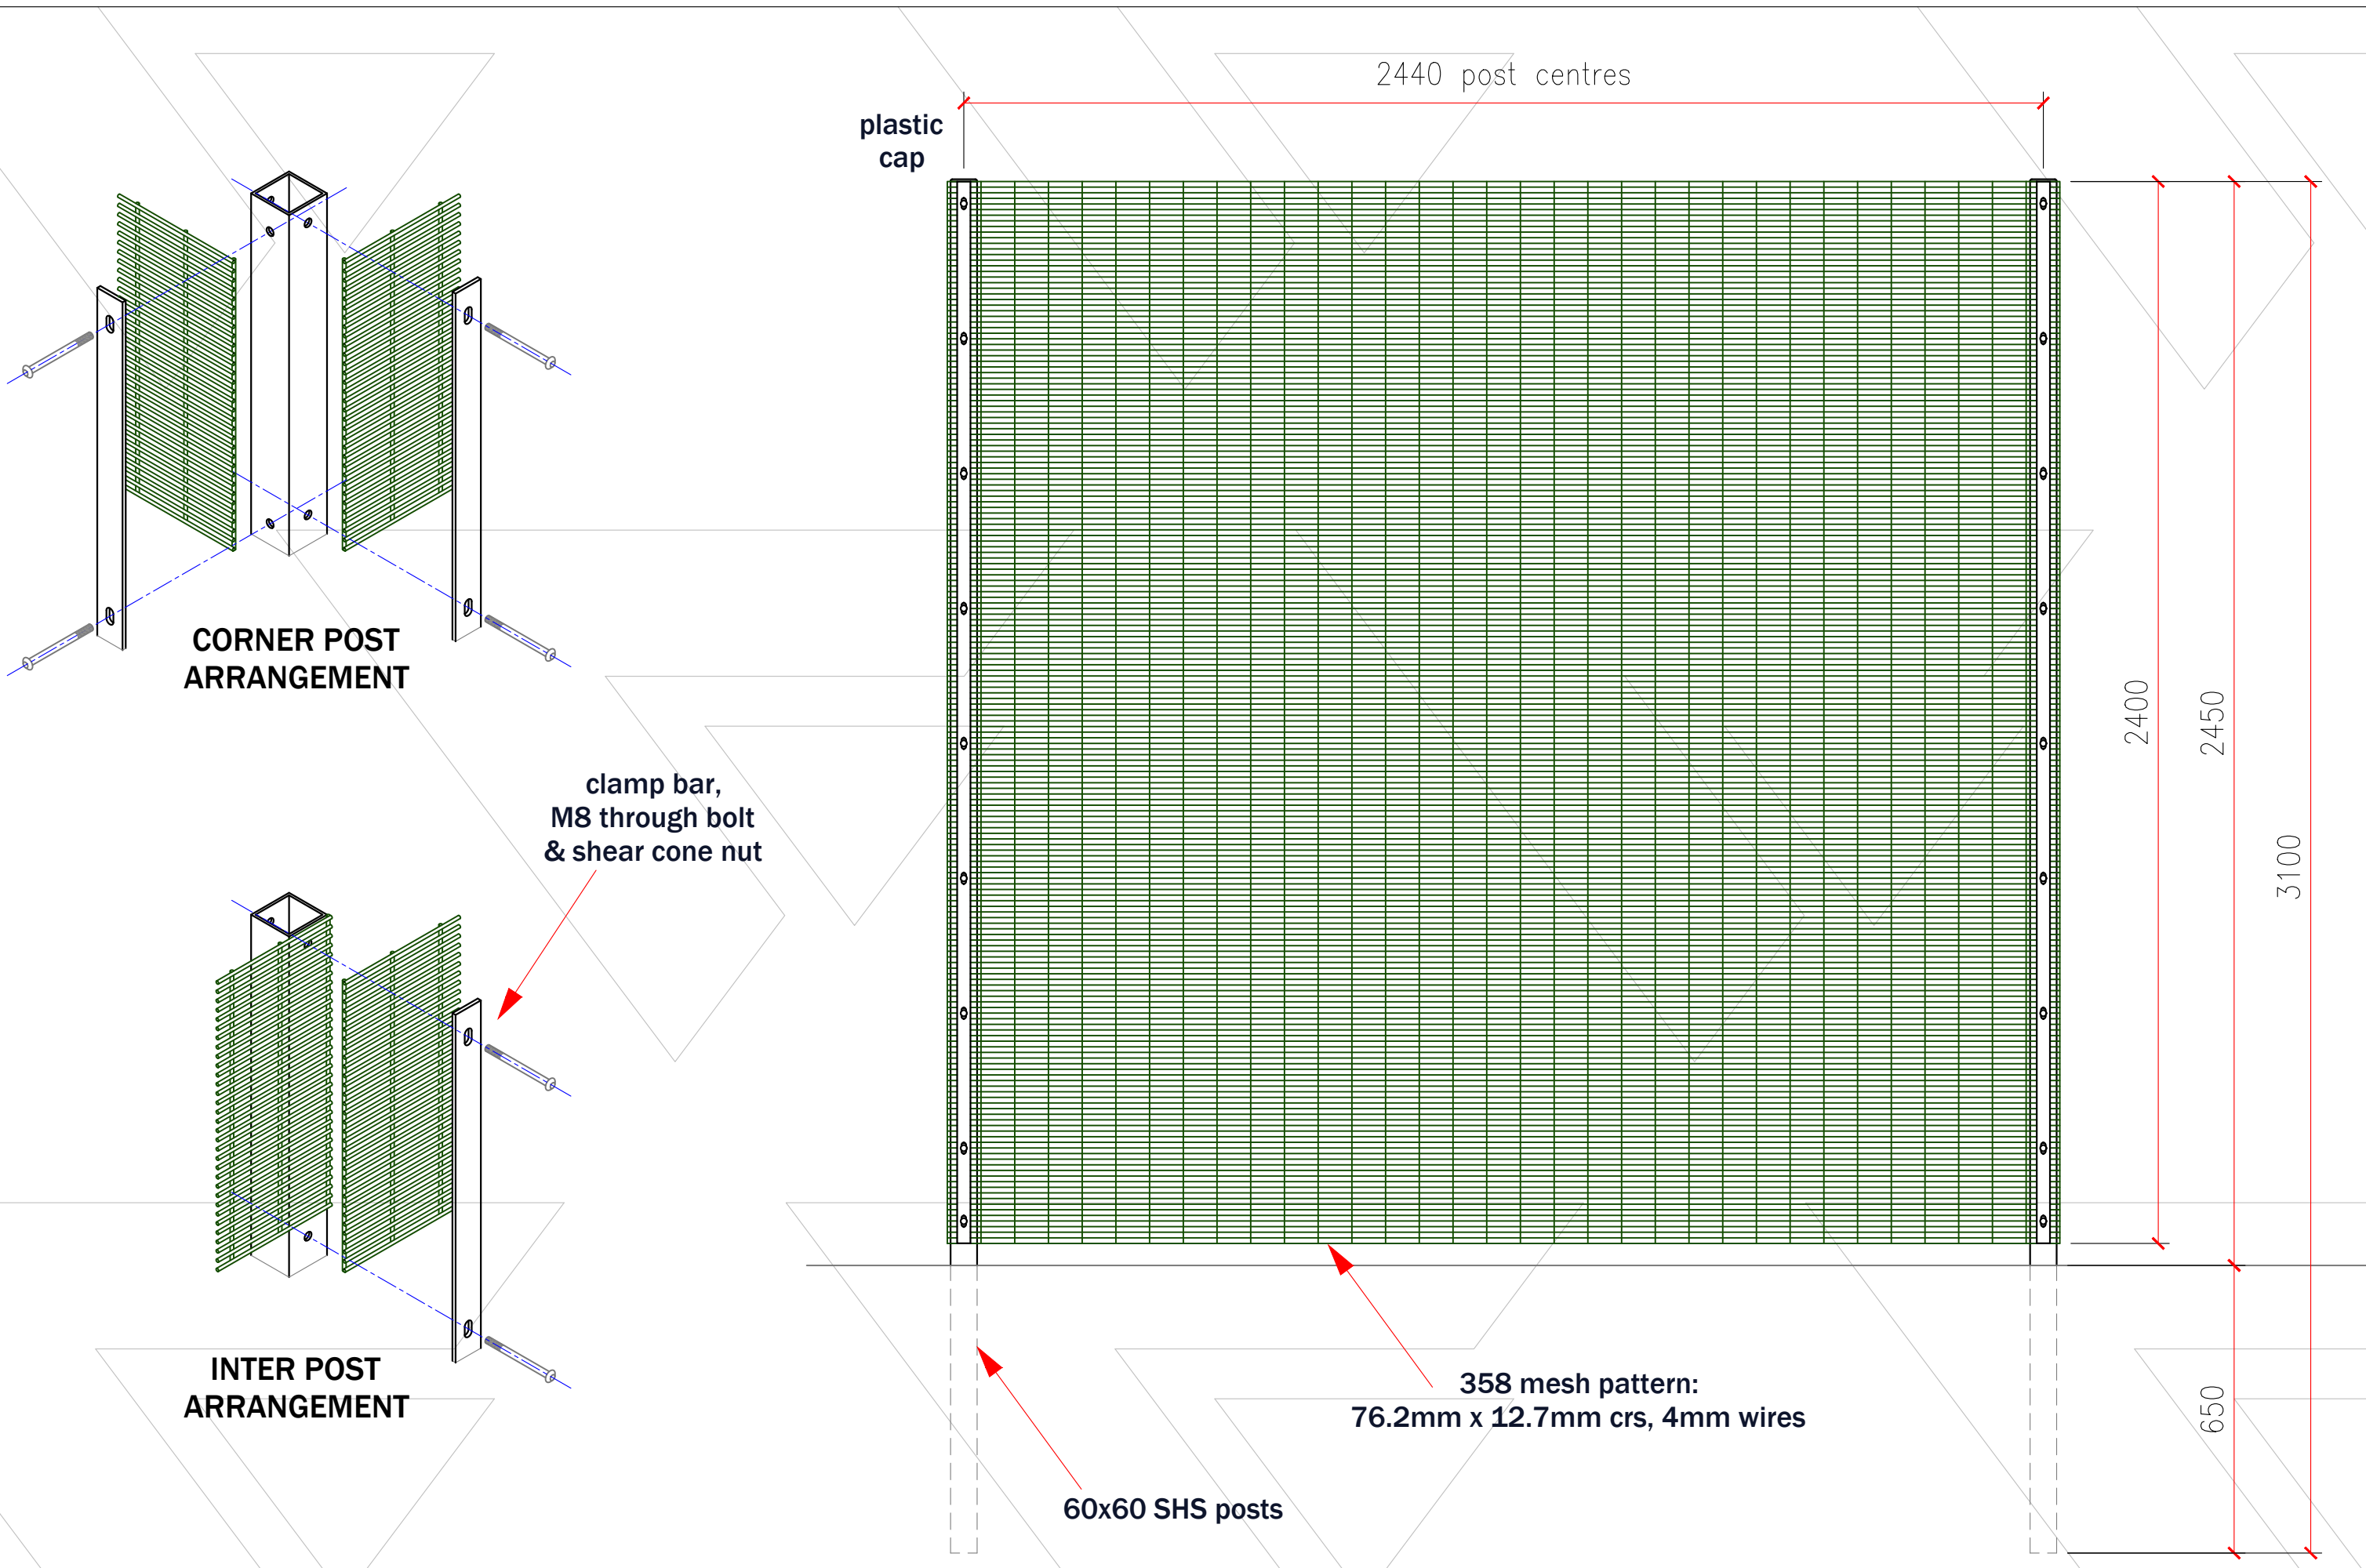 2440 post centres
plastic
cap
CORNER POST
ARRANGEMENT
clamp bar,
M8 through bolt
& shear cone nut
2400
2450
3100
INTER POST
ARRANGEMENT
358 mesh pattern:
76.2mm x 12.7mm crs, 4mm wires
650
60x60 SHS posts